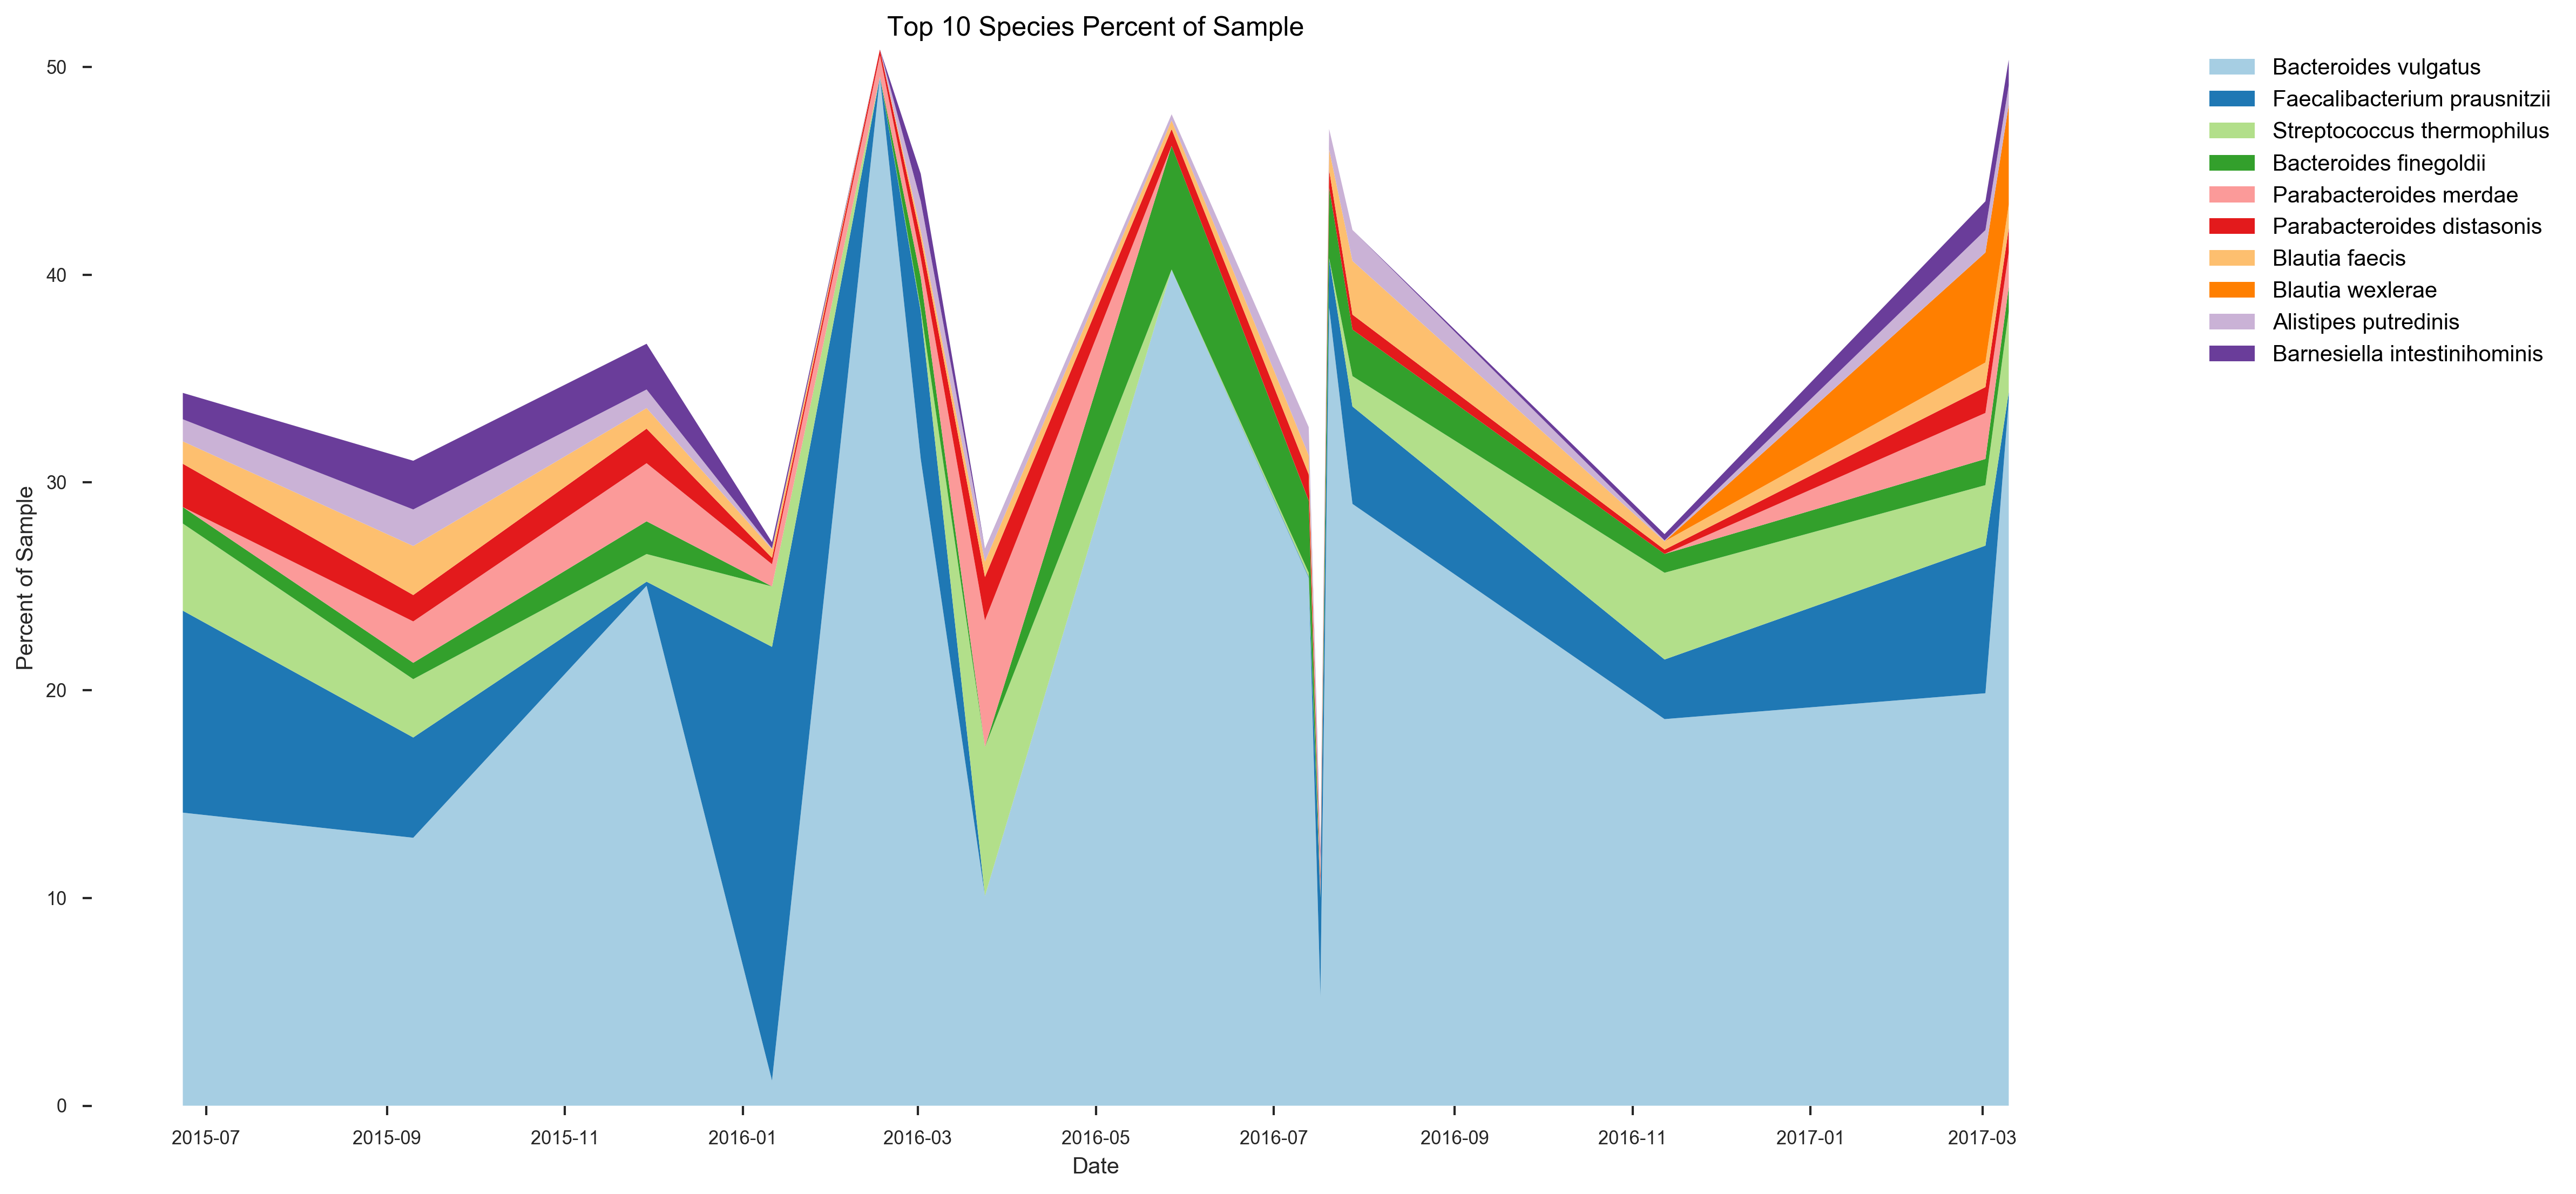 Top 10 Species Percent of Sample
50
40
30
20
10
0
Percent of Sample
2015-07
2015-09
2015-11
2016-01
2016-03
2016-05
2016-07
2016-09
2016-11
2017-01
2017-03
Date
Bacteroides vulgatus
Faecalibacterium prausnitzii
Streptococcus thermophilus
Bacteroides finegoldii
Parabacteroides merdae
Parabacteroides distasonis
Blautia faecis
Blautia wexlerae
Alistipes putredinis
Barnesiella intestinihominis